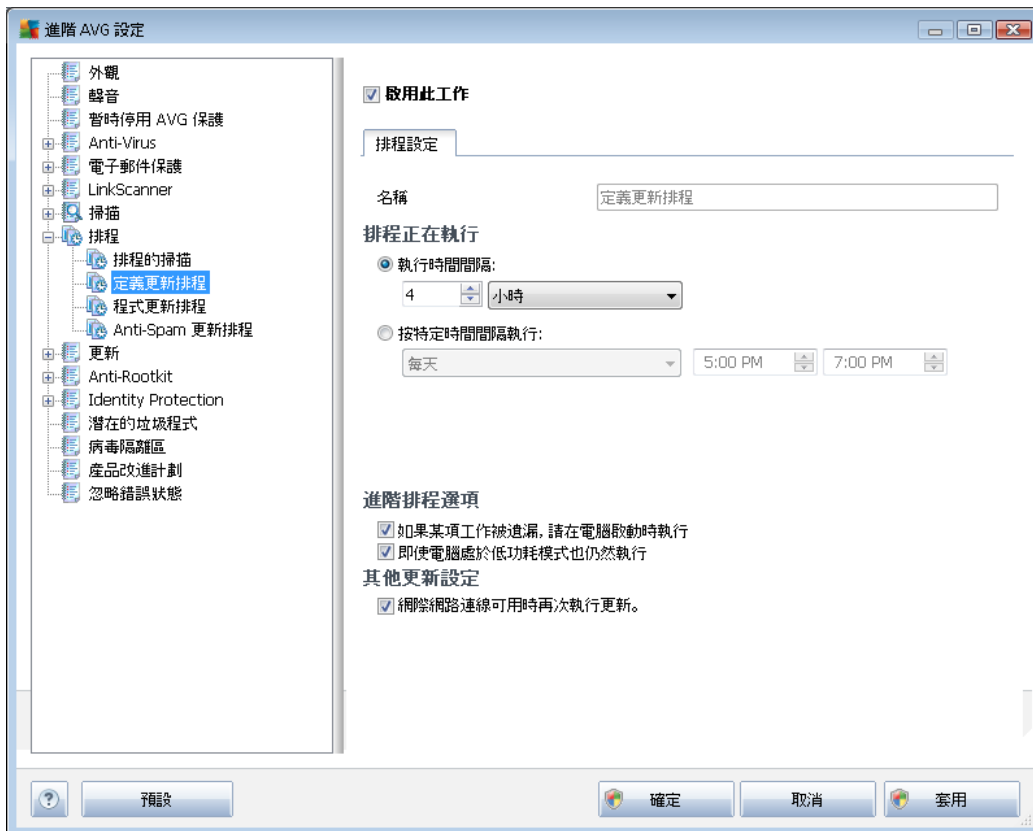 進階 AVG 設定
外觀
聲音
暫時停用 AVG 保護
Anti-Virus
電子郵件保護
LinkScanner
掃描
排程
排程的掃描
定義更新排程
程式更新排程
Anti-Spam 更新排程
更新
Anti-Rootkit
Identity Protection
潛在的垃圾程式
病毒隔離區
產品改進計劃
忽略錯誤狀態
啟用此工作
排程設定
名稱 定義更新排程
排程正在執行
執行時間間隔:
4 小時
按特定時間間隔執行:
每天 5:00 PM 7:00 PM
進階排程選項
如果某項工作被遺漏, 請在電腦啟動時執行
即使電腦處於低功耗模式也仍然執行
其他更新設定
網際網路連線可用時再次執行更新。
? 預設 確定 取消 套用